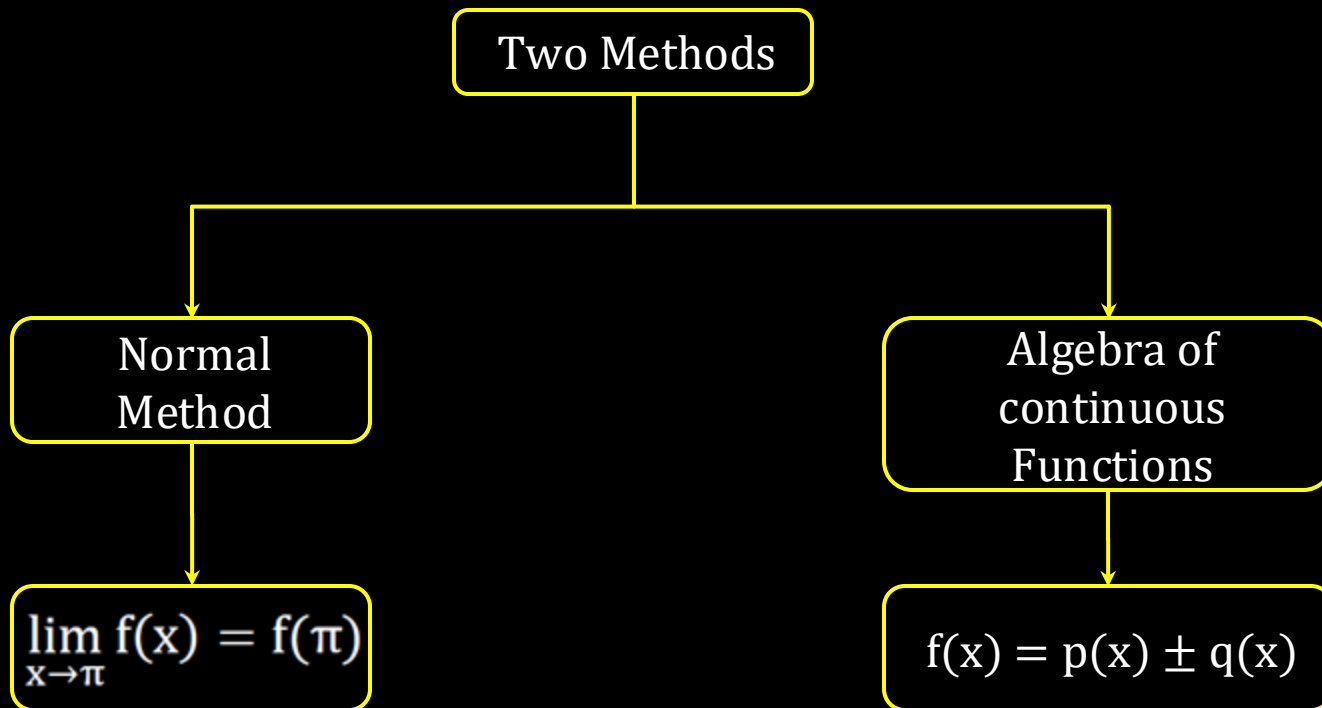 Two Methods
Normal
Method
Algebra of
continuous
Functions
lim f(x) = f(π)
x→π
f(x) = p(x) ± q(x)